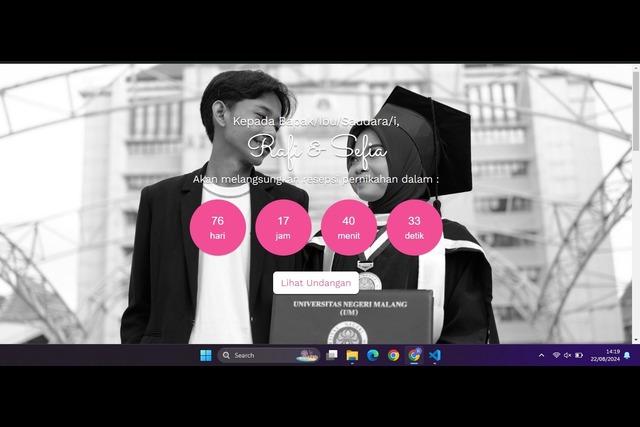 Kepada Bapak/Ibu/Saudara/i,
Rafi & Sefia
Akan melangsungkan resepsi pernikahan dalam :
76 17 40 33
hari jam menit detik
Lihat Undangan
UNIVERSITAS NEGERI MALANG
(UM)
Search
14:19
22/08/2024